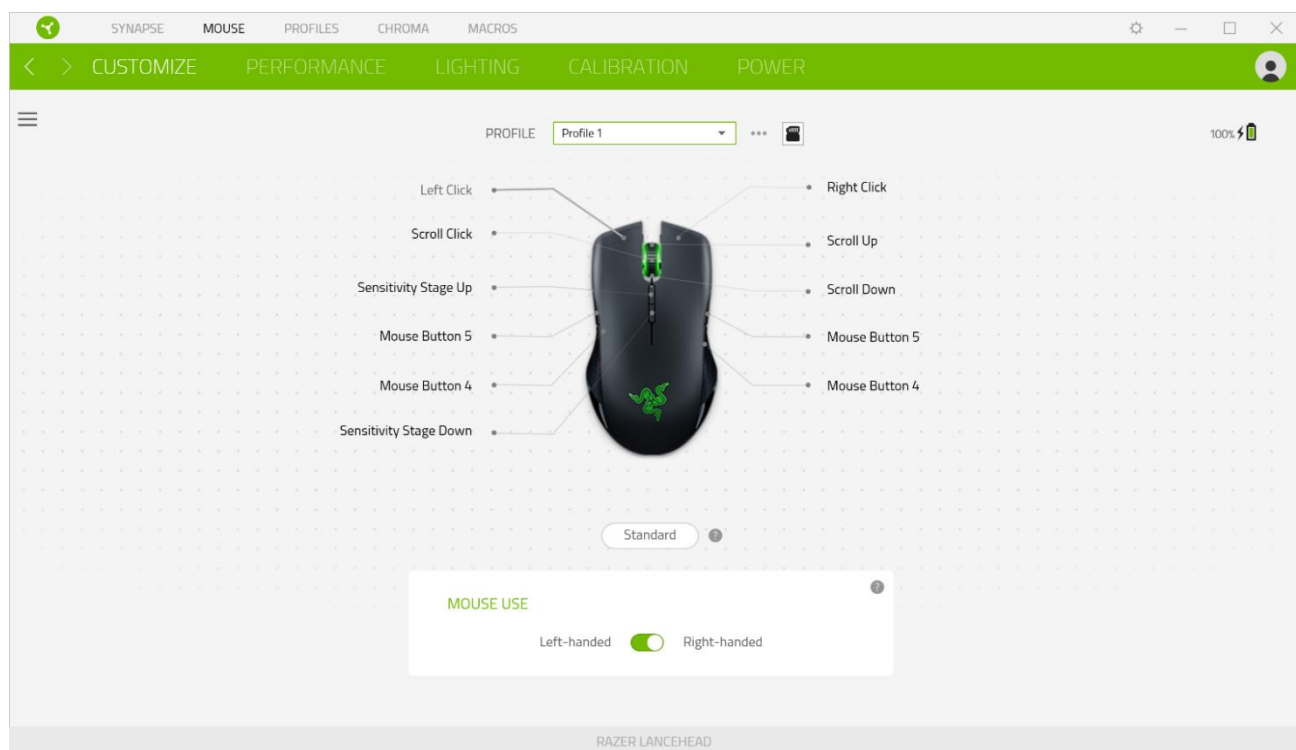 SYNAPSE MOUSE PROFILES CHROMA MACROS
CUSTOMIZE PERFORMANCE LIGHTING CALIBRATION POWER
PROFILE Profile 1 100%
Left Click Right Click
Scroll Click Scroll Up
Sensitivity Stage Up Scroll Down
Mouse Button 5 Mouse Button 5
Mouse Button 4 Mouse Button 4
Sensitivity Stage Down
Standard ?
?
MOUSE USE
Left-handed Right-handed
RAZER LANCEHEAD